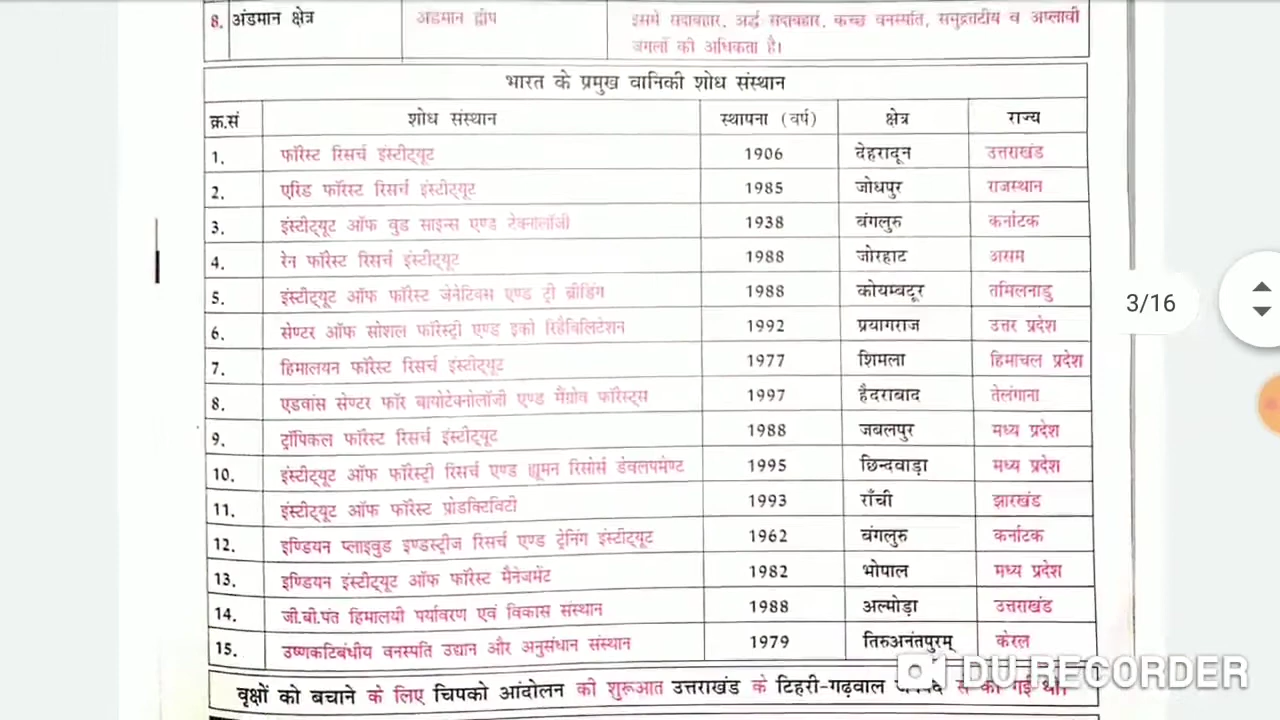 8. अंडमान क्षेत्र अंडमान द्वीप इसमें सदाबहार, अर्द्ध सदाबहार, कच्छ वनस्पति, समुद्रतटीय व अप्लावी
जंगलों की अधिकता है।
भारत के प्रमुख वानिकी शोध संस्थान
क्र.सं शोध संस्थान स्थापना (वर्ष) क्षेत्र राज्य
1. फॉरेस्ट रिसर्च इंस्टीट्यूट 1906 देहरादून उत्तराखंड
2. एरिड फॉरेस्ट रिसर्च इंस्टीट्यूट 1985 जोधपुर राजस्थान
3. इंस्टीट्यूट ऑफ वुड साइन्स एण्ड टेक्नालॉजी 1938 बंगलुरु कर्नाटक
4. रेन फॉरेस्ट रिसर्च इंस्टीट्यूट 1988 जोरहाट असम
5. इंस्टीट्यूट ऑफ फॉरेस्ट जेनेटिक्स एण्ड ट्री ब्रीडिंग 1988 कोयम्बटूर तमिलनाडु
6. सेण्टर ऑफ सोशल फॉरेस्ट्री एण्ड इको रिहैबिलिटेशन 1992 प्रयागराज उत्तर प्रदेश
7. हिमालयन फॉरेस्ट रिसर्च इंस्टीट्यूट 1977 शिमला हिमाचल प्रदेश
8. एडवांस सेण्टर फॉर बायोटेक्नोलॉजी एण्ड मैंग्रोव फॉरेस्ट्स 1997 हैदराबाद तेलंगाना
9. ट्रॉपिकल फॉरेस्ट रिसर्च इंस्टीट्यूट 1988 जबलपुर मध्य प्रदेश
10. इंस्टीट्यूट ऑफ फॉरेस्ट्री रिसर्च एण्ड ह्यूमन रिसोर्स डेवलपमेण्ट 1995 छिन्दवाड़ा मध्य प्रदेश
11. इंस्टीट्यूट ऑफ फॉरेस्ट प्रोडक्टिविटी 1993 राँची झारखंड
12. इण्डियन प्लाइवुड इण्डस्ट्रीज रिसर्च एण्ड ट्रेनिंग इंस्टीट्यूट 1962 बंगलुरु कर्नाटक
13. इण्डियन इंस्टीट्यूट ऑफ फॉरेस्ट मैनेजमेंट 1982 भोपाल मध्य प्रदेश
14. जी.बी.पंत हिमालयी पर्यावरण एवं विकास संस्थान 1988 अल्मोड़ा उत्तराखंड
15. उष्णकटिबंधीय वनस्पति उद्यान और अनुसंधान संस्थान 1979 तिरुअनंतपुरम् केरल
वृक्षों को बचाने के लिए चिपको आंदोलन की शुरूआत उत्तराखंड के टिहरी-गढ़वाल से की गई थी।
3/16
DU RECORDER